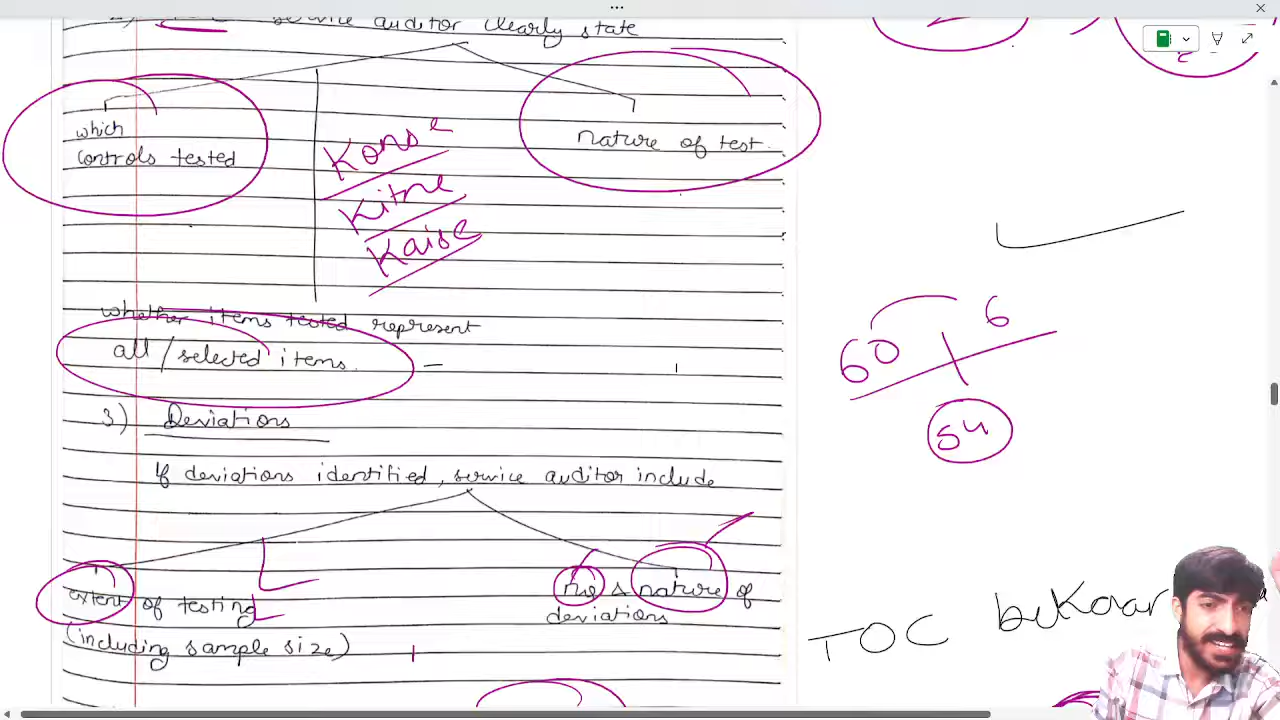 service auditor clearly state
which
controls tested
nature of test.
Konse
Kitne
Kaise
whether items tested represent
all / selected items.
3) Deviations
If deviations identified, service auditor include
extent of testing
(including sample size)
no & nature of
deviations
60
6
54
TOC bekaar